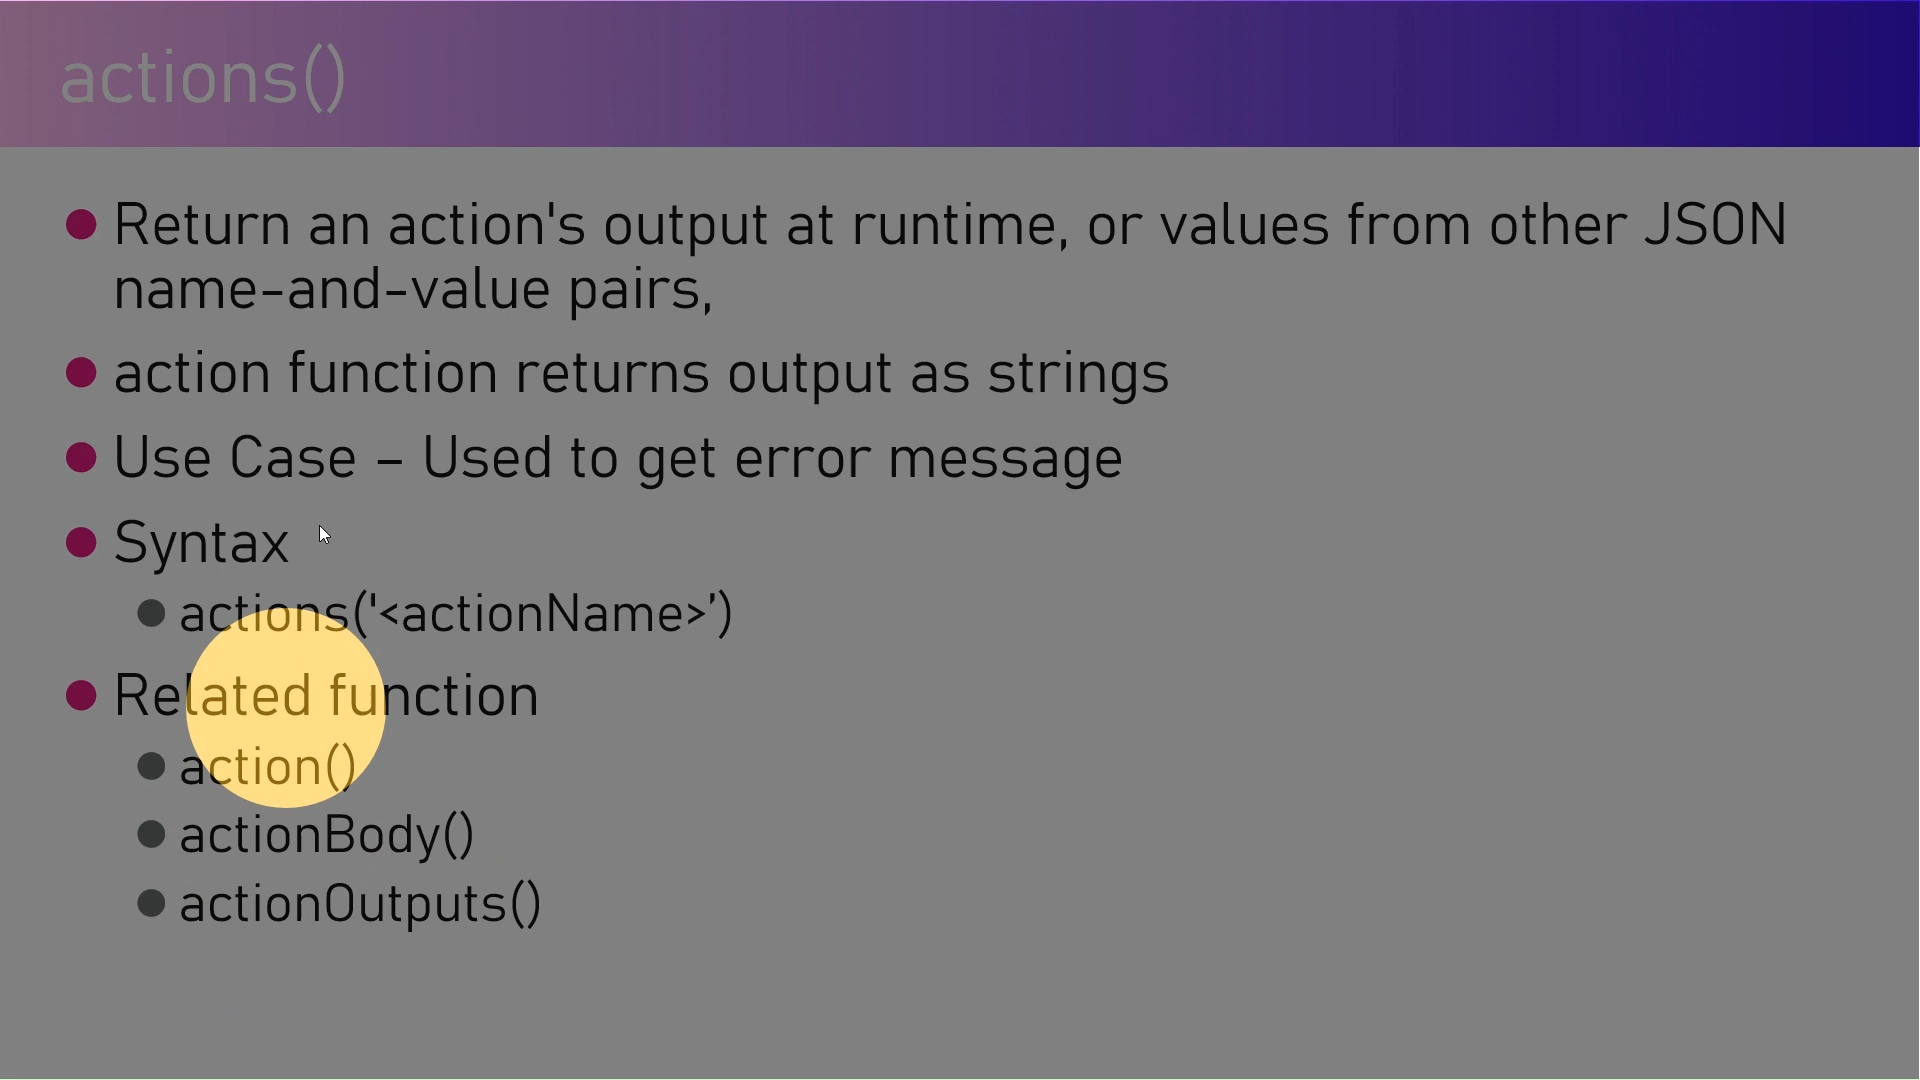 actions()
Return an action's output at runtime, or values from other JSON
name-and-value pairs,
action function returns output as strings
Use Case – Used to get error message
Syntax
actions('<actionName>’)
Related function
action()
actionBody()
actionOutputs()